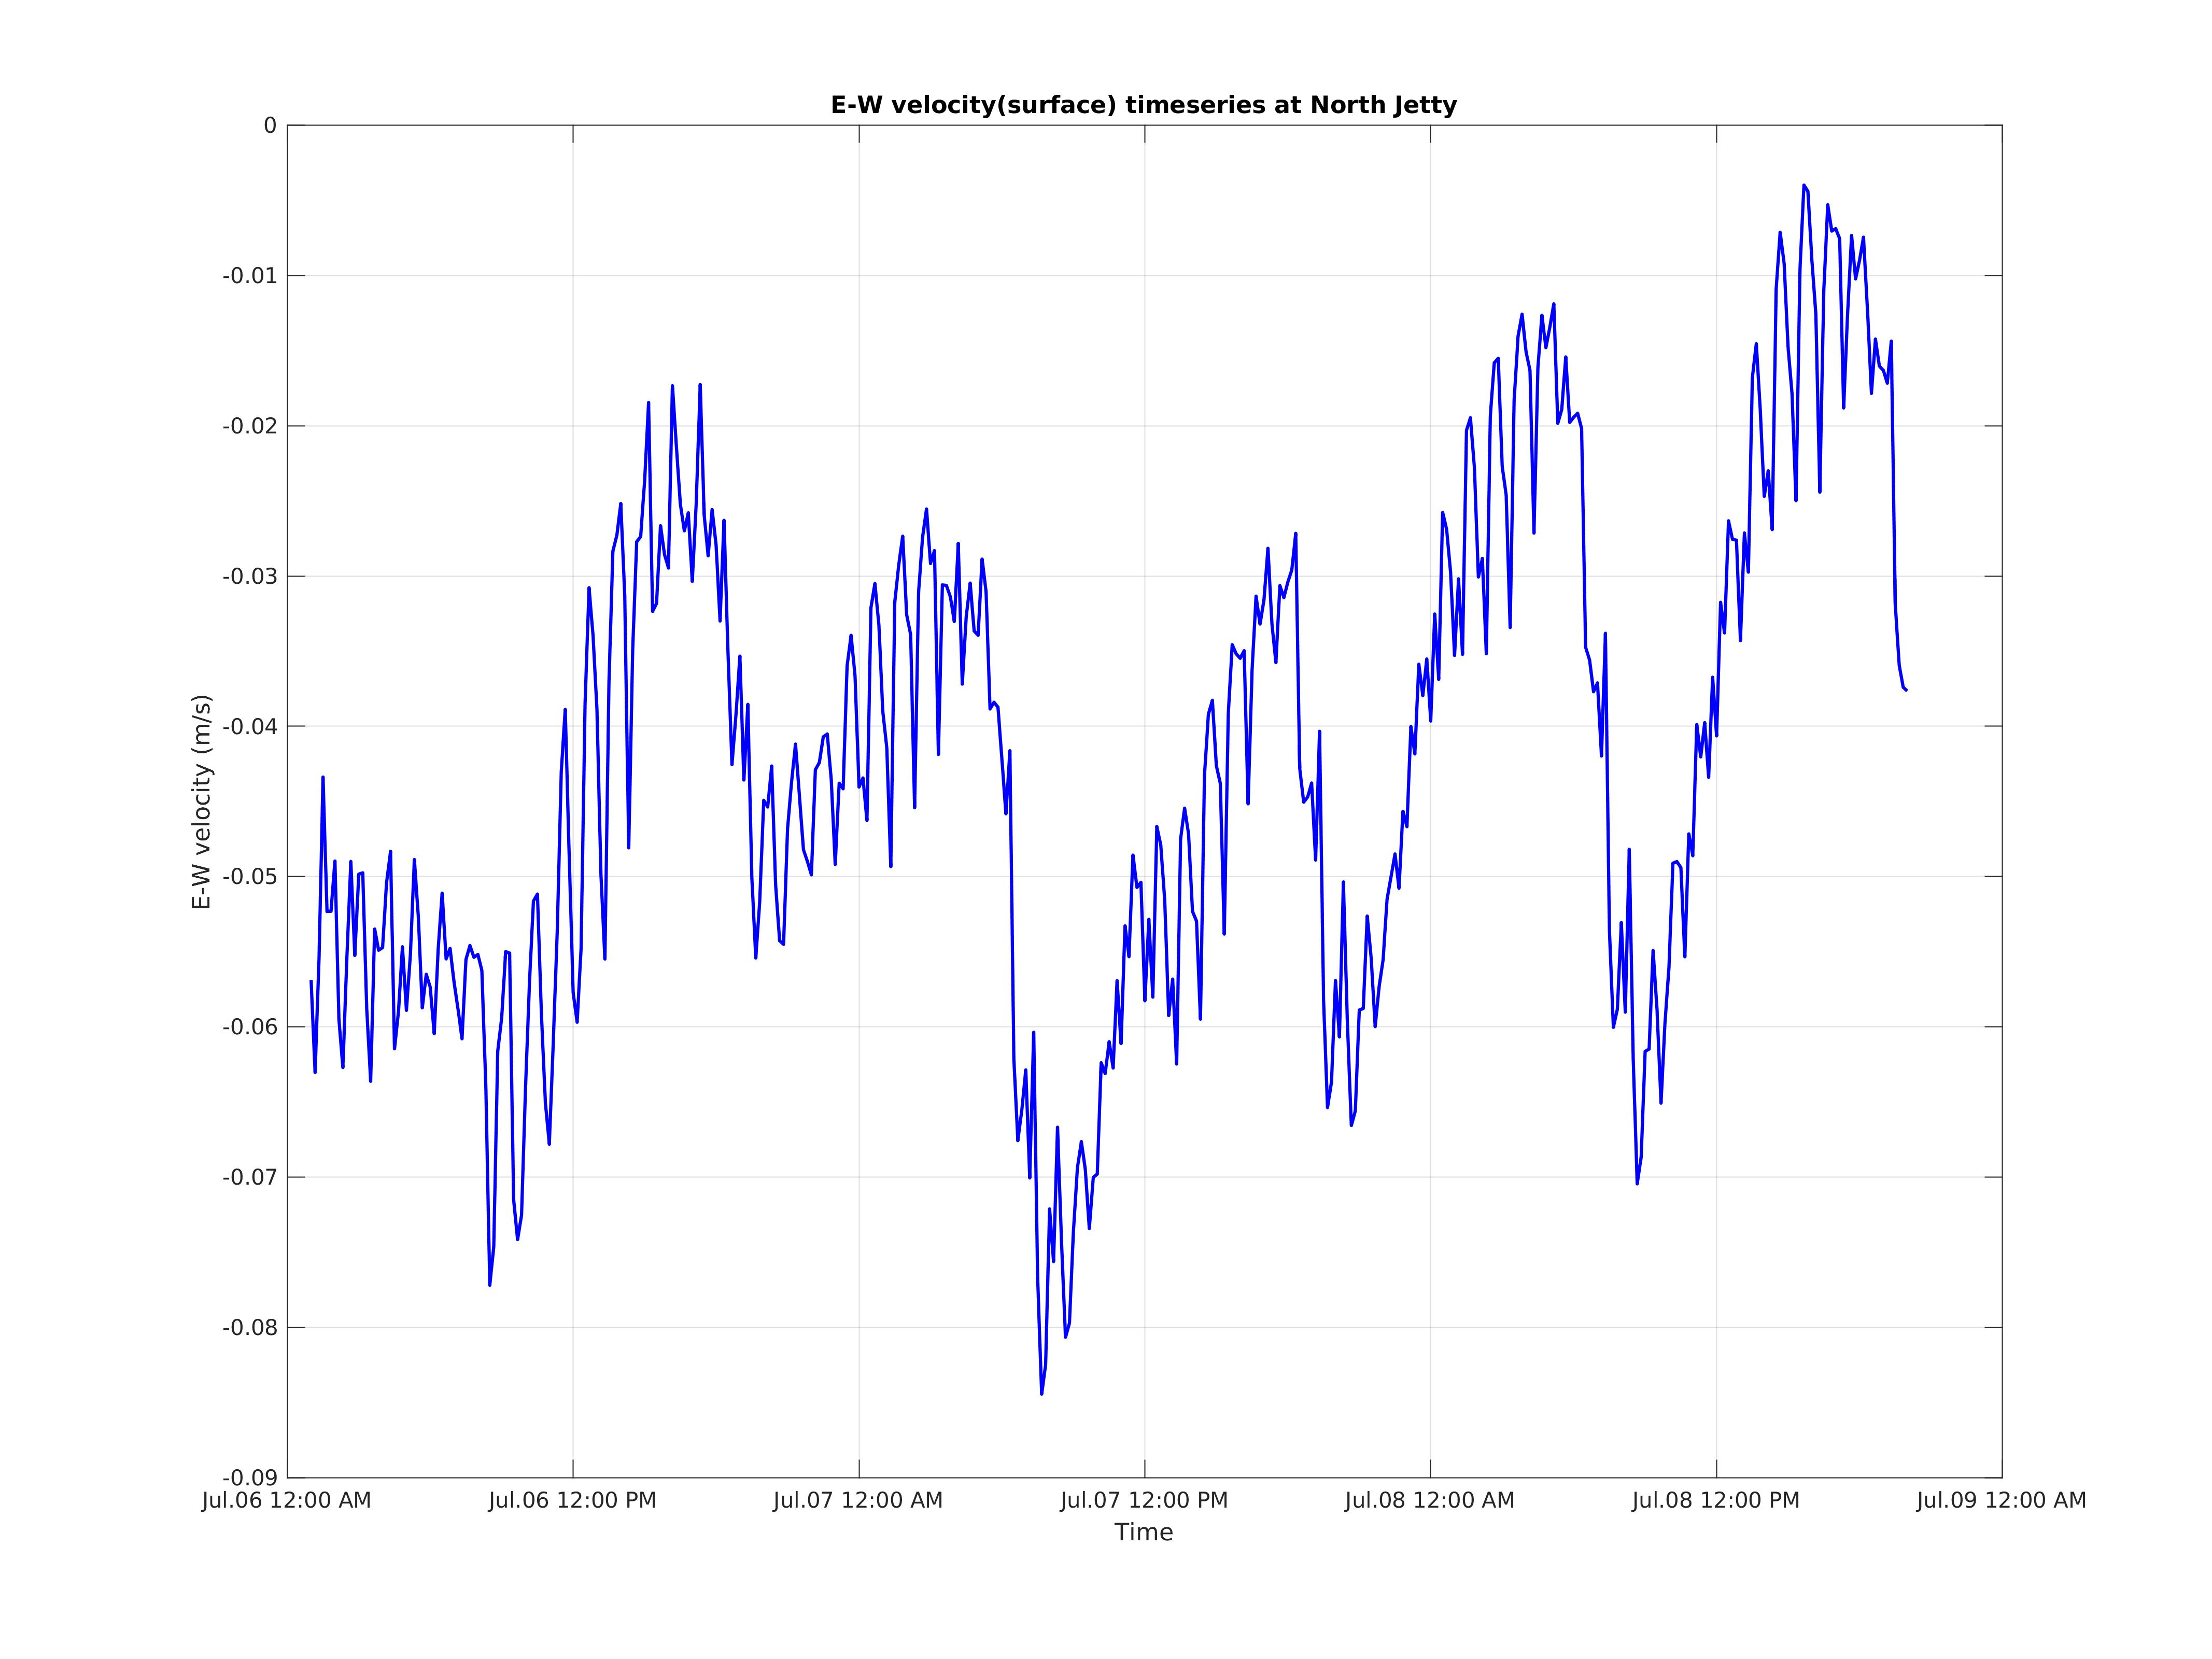 E-W velocity(surface) timeseries at North Jetty
0
-0.01
-0.02
-0.03
-0.04
-0.05
-0.06
-0.07
-0.08
-0.09
E-W velocity (m/s)
Jul.06 12:00 AM Jul.06 12:00 PM Jul.07 12:00 AM Jul.07 12:00 PM Jul.08 12:00 AM Jul.08 12:00 PM Jul.09 12:00 AM
Time